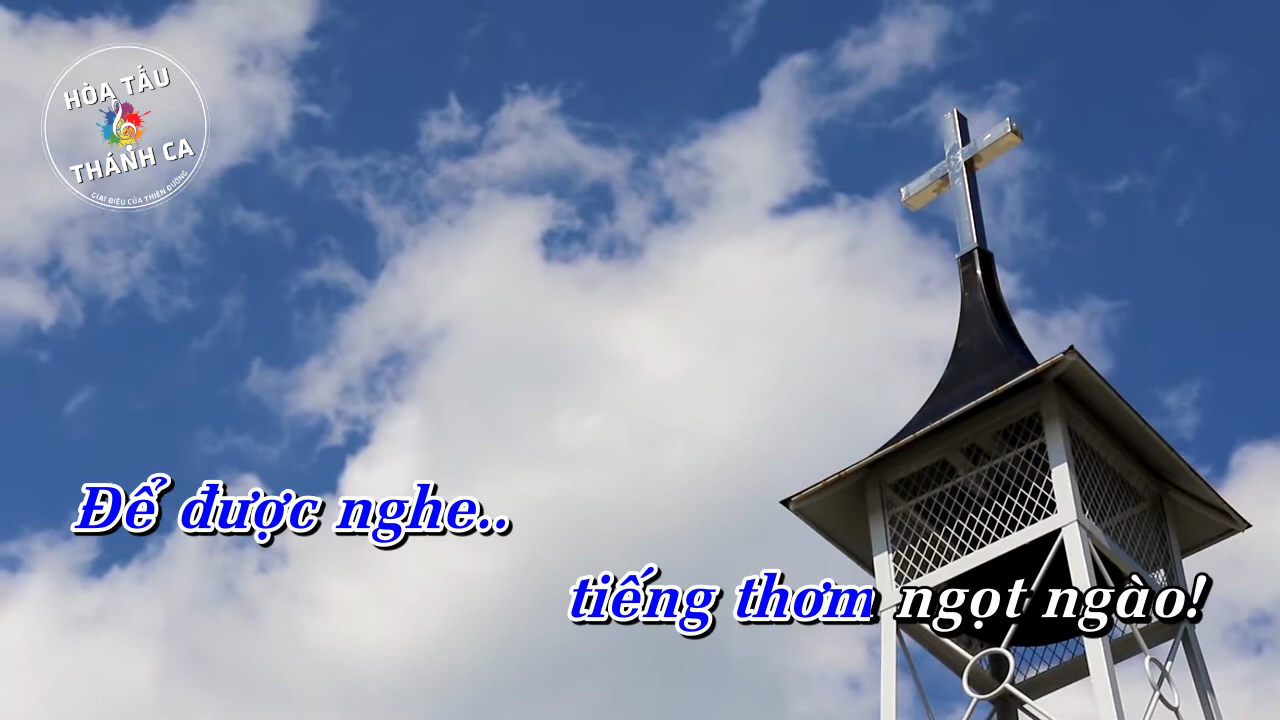 HÒA TẤU
THÁNH CA
GIAI ĐIỆU CỦA THIÊN ĐƯỜNG
Để được nghe..
tiếng thơm ngọt ngào!